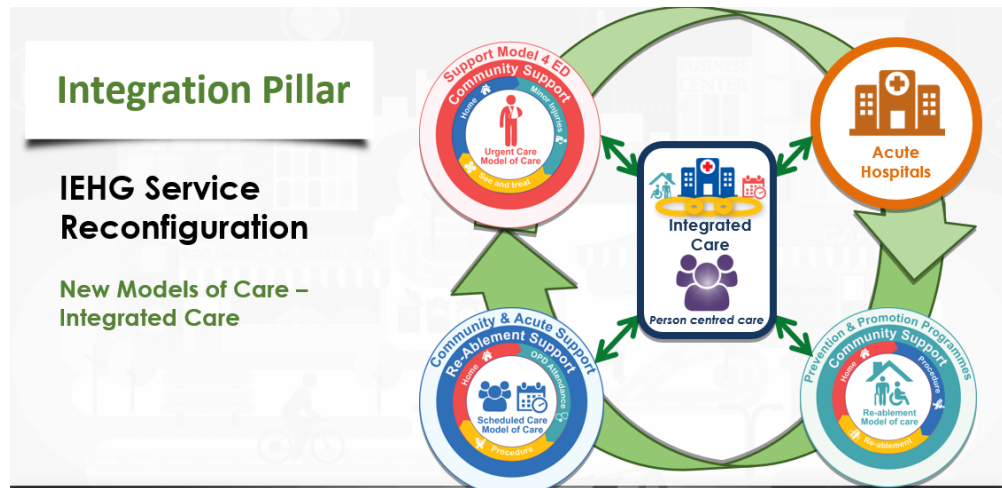 Integration Pillar
IEHG Service
Reconfiguration
New Models of Care –
Integrated Care
Support Model 4 ED
Community Support
Home
Minor Injuries
See and treat
Urgent Care
Model of Care
Acute
Hospitals
Integrated
Care
Person centred care
Community & Acute Support
Re-Ablement Support
Home
OPD Attendance
Procedure
Scheduled Care
Model of Care
Prevention & Promotion Programmes
Community Support
Home
Procedure
Re-ablement
Re-ablement
Model of care
BUSINESS
CENTER